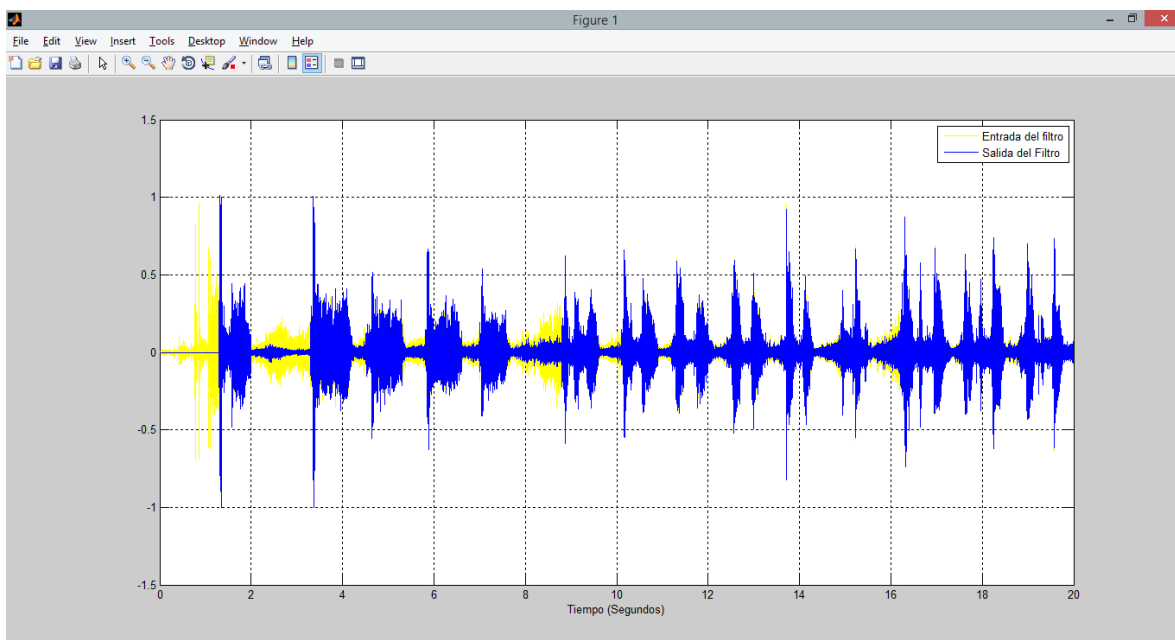 Figure 1
File Edit View Insert Tools Desktop Window Help
1.5
Entrada del filtro
Salida del Filtro
1
0.5
0
-0.5
-1
-1.5
0 2 4 6 8 10 12 14 16 18 20
Tiempo (Segundos)